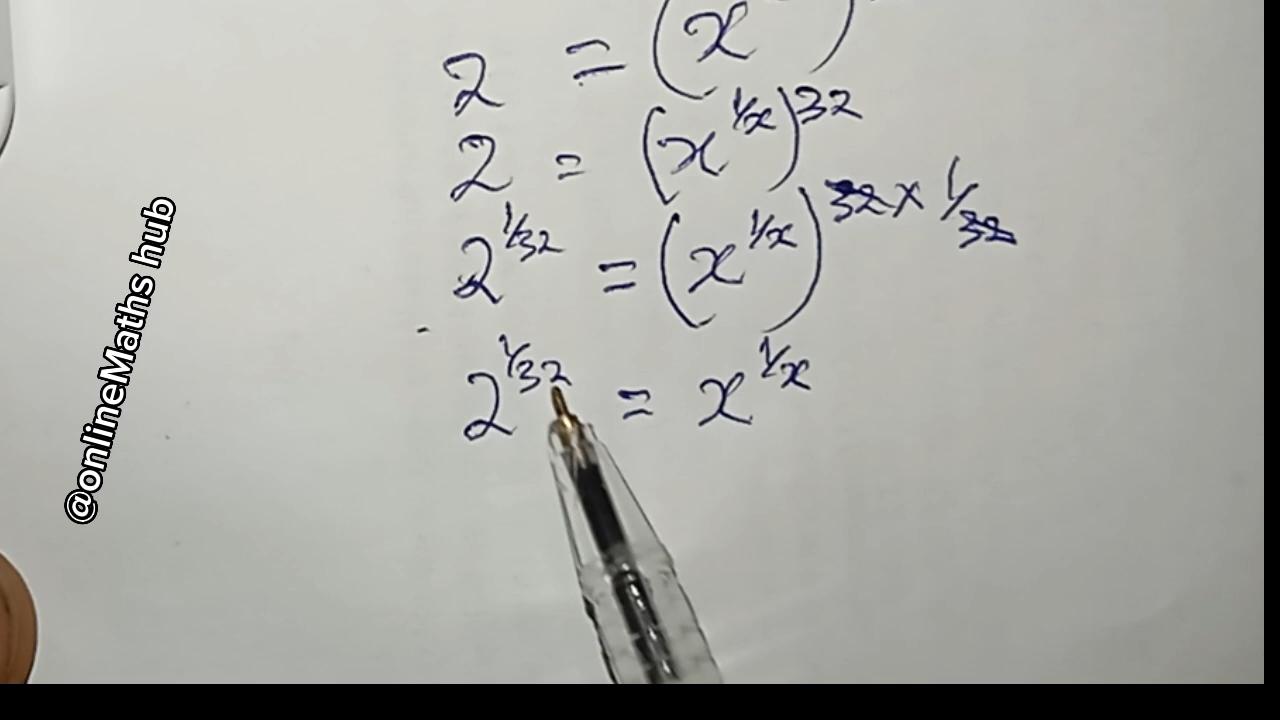 2 = (x )
2 = (x^1/x)^32
2^1/32 = (x^1/x)^32 x 1/32
2^1/32 = x^1/x
@onlineMaths hub